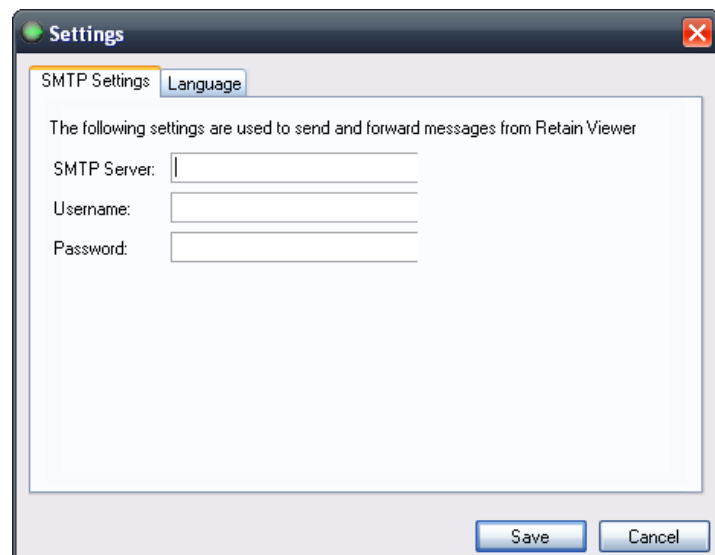 Settings
SMTP Settings Language
The following settings are used to send and forward messages from Retain Viewer
SMTP Server:
Username:
Password:
Save Cancel